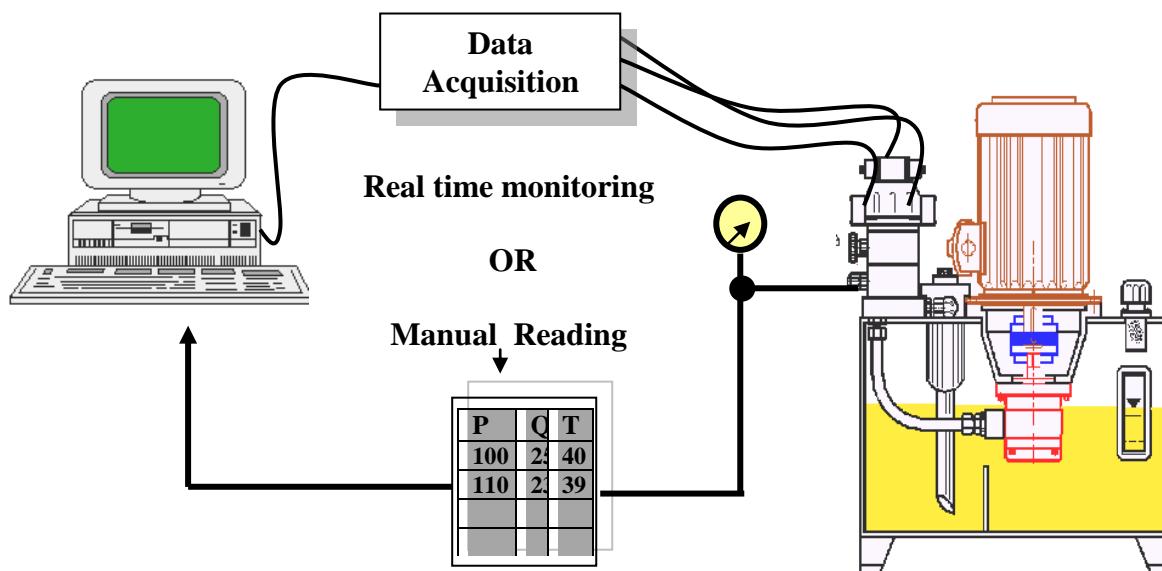 Data
Acquisition
Real time monitoring
OR
Manual Reading
P Q T
100 40
110 39